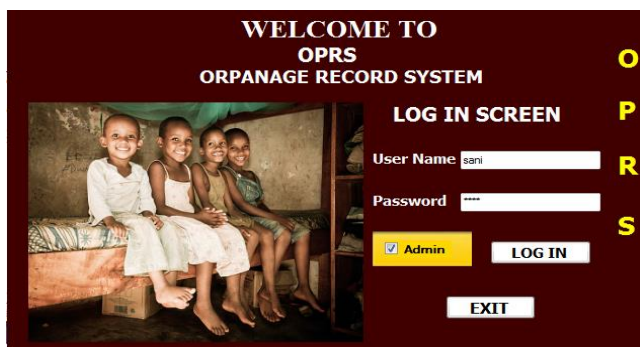 WELCOME TO
OPRS
ORPANAGE RECORD SYSTEM
LOG IN SCREEN
User Name sani
Password ****
Admin
LOG IN
EXIT
O
P
R
S